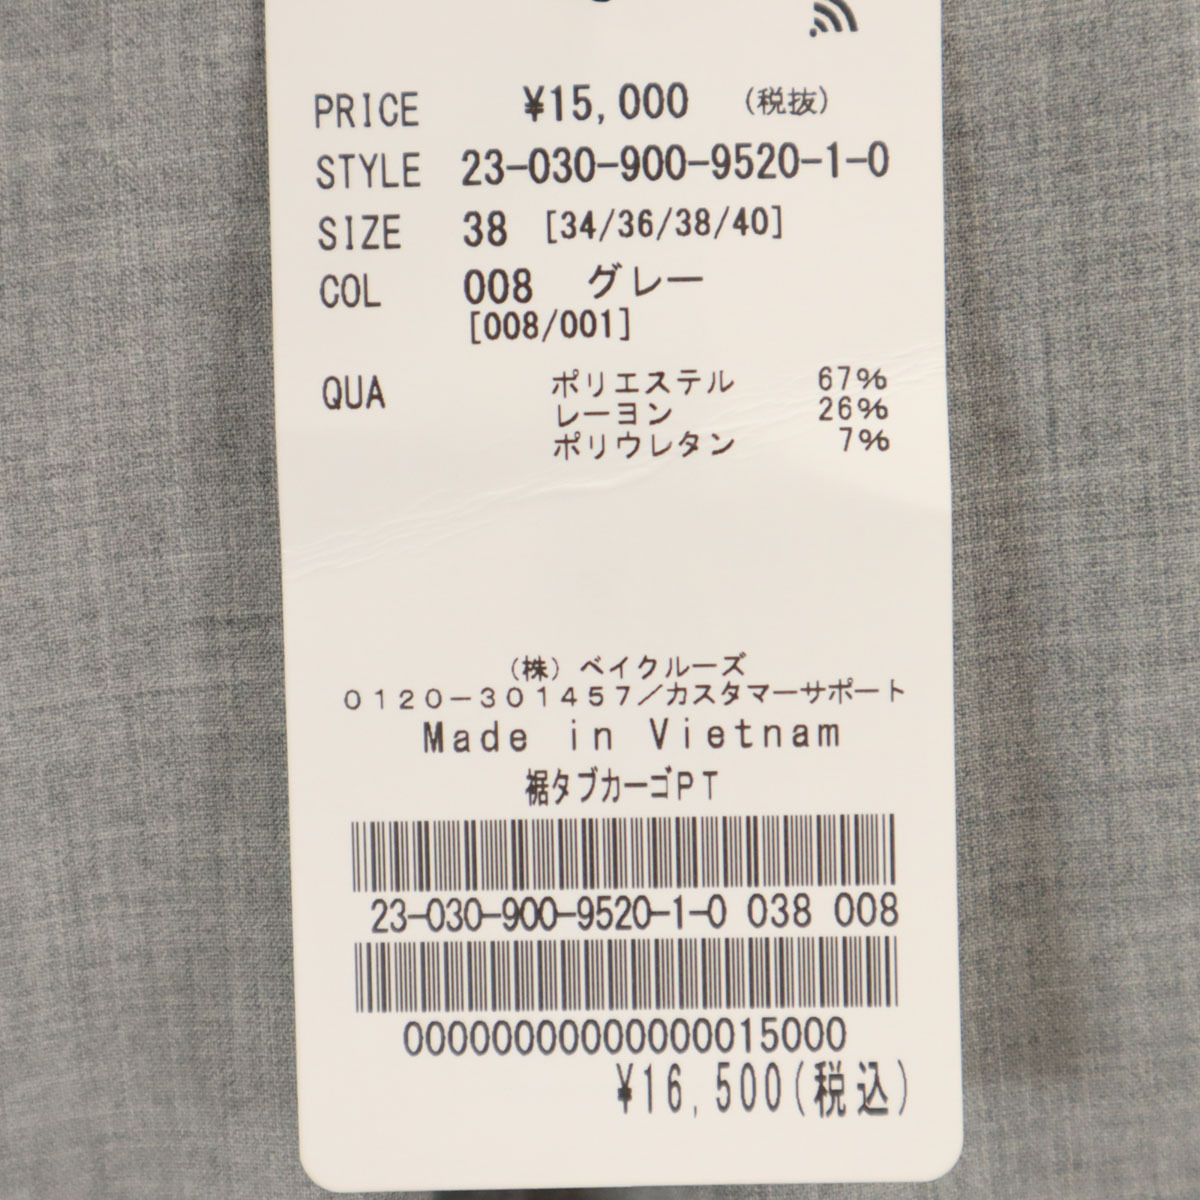 PRICE ¥15,000 (税抜)
STYLE 23-030-900-9520-1-0
SIZE 38 [34/36/38/40]
COL 008 グレー
[008/001]
QUA ポリエステル 67%
レーヨン 26%
ポリウレタン 7%
(株)ベイクルーズ
0120-301457/カスタマーサポート
Made in Vietnam
裾タブカーゴPT
23-030-900-9520-1-0 038 008
00000000000000015000
¥16,500(税込)